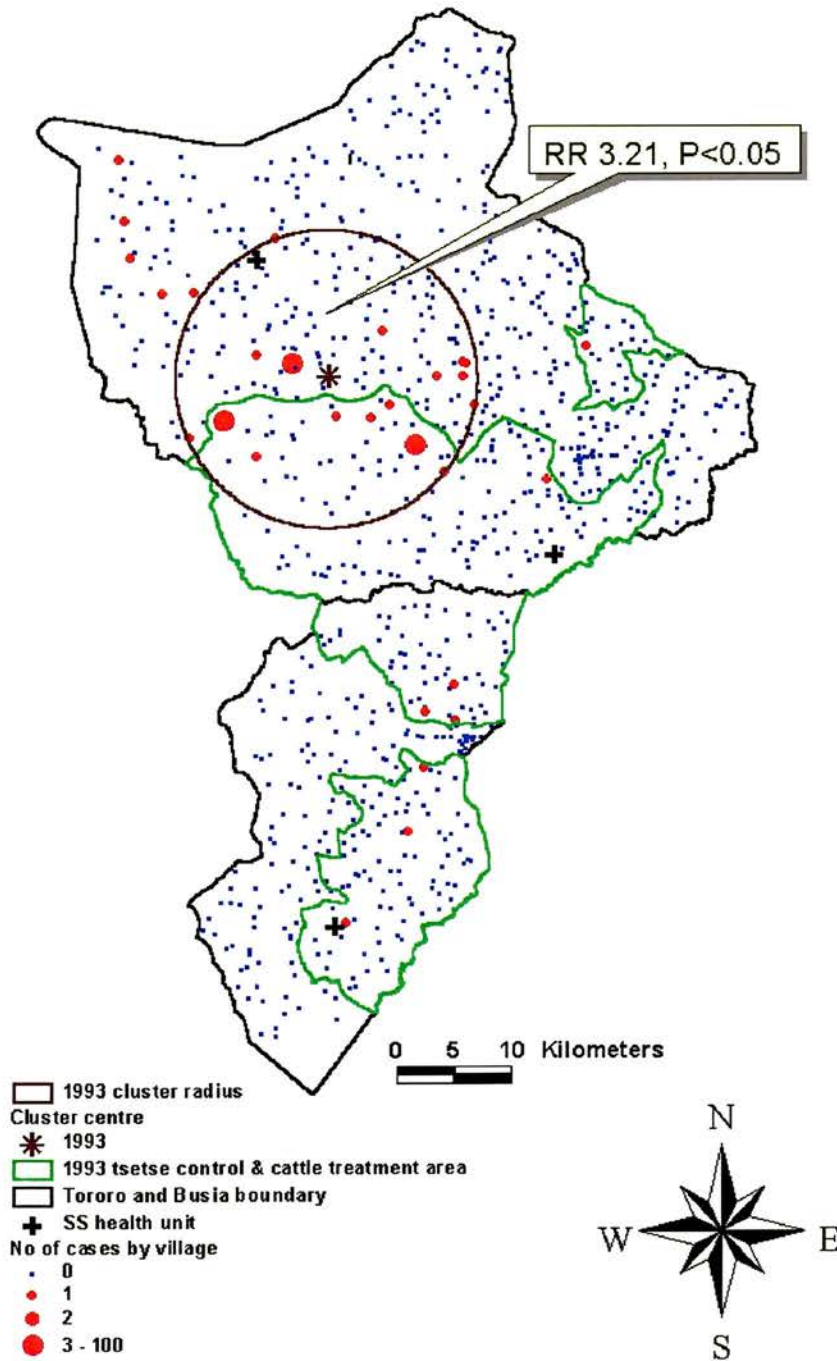 RR 3.21, P<0.05
0 5 10 Kilometers
1993 cluster radius
Cluster centre
1993
1993 tsetse control & cattle treatment area
Tororo and Busia boundary
SS health unit
No of cases by village
0
1
2
3 - 100
N
W E
S